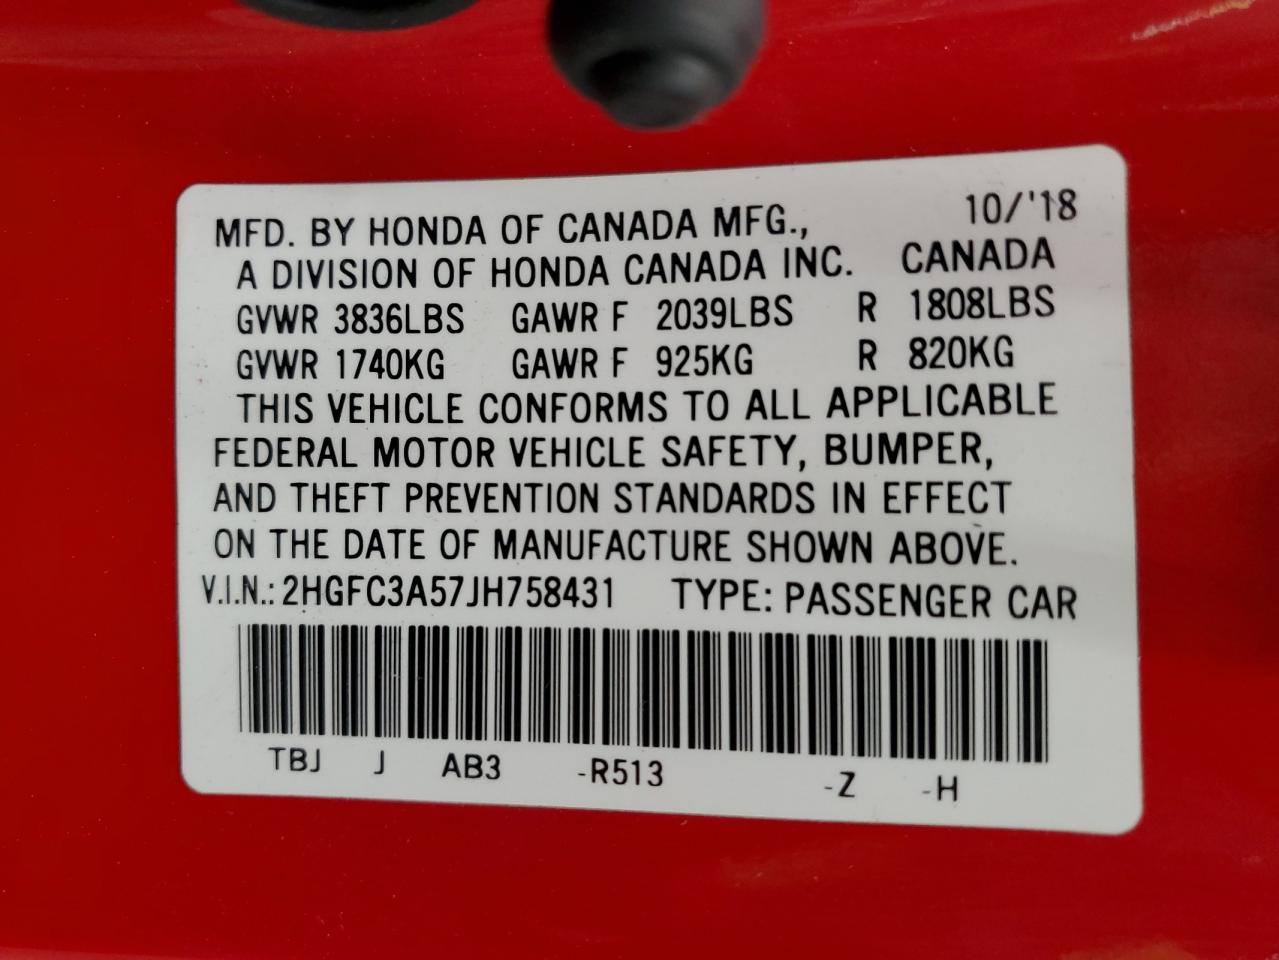 MFD. BY HONDA OF CANADA MFG., 10/'18
A DIVISION OF HONDA CANADA INC. CANADA
GVWR 3836LBS GAWR F 2039LBS R 1808LBS
GVWR 1740KG GAWR F 925KG R 820KG
THIS VEHICLE CONFORMS TO ALL APPLICABLE
FEDERAL MOTOR VEHICLE SAFETY, BUMPER,
AND THEFT PREVENTION STANDARDS IN EFFECT
ON THE DATE OF MANUFACTURE SHOWN ABOVE.
V.I.N.: 2HGFC3A57JH758431 TYPE: PASSENGER CAR
TBJ J AB3 -R513 -Z -H